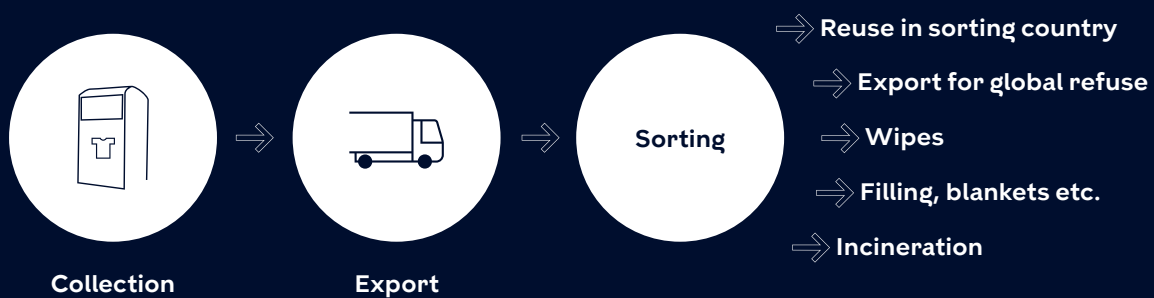 Reuse in sorting country
Export for global refuse
Sorting
Wipes
Filling, blankets etc.
Incineration
Collection
Export